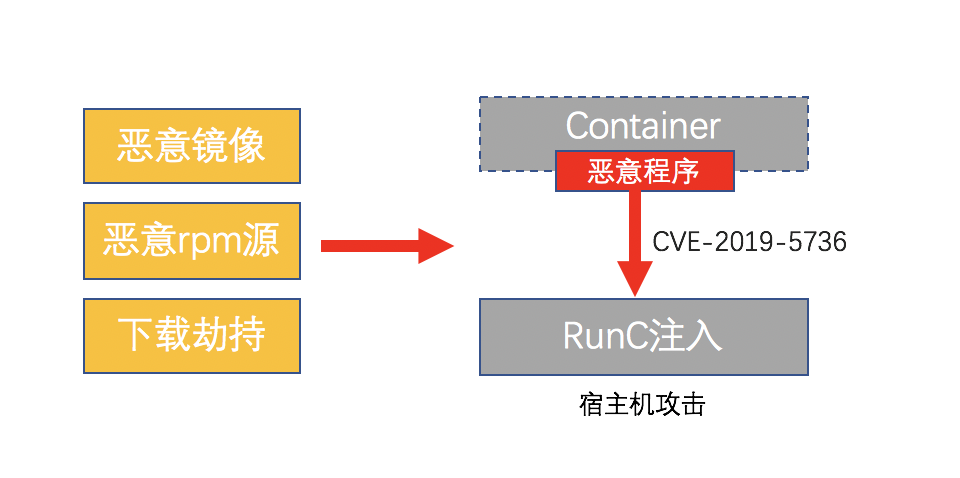 恶意镜像
恶意rpm源
下载劫持
Container
恶意程序
CVE-2019-5736
RunC注入
宿主机攻击